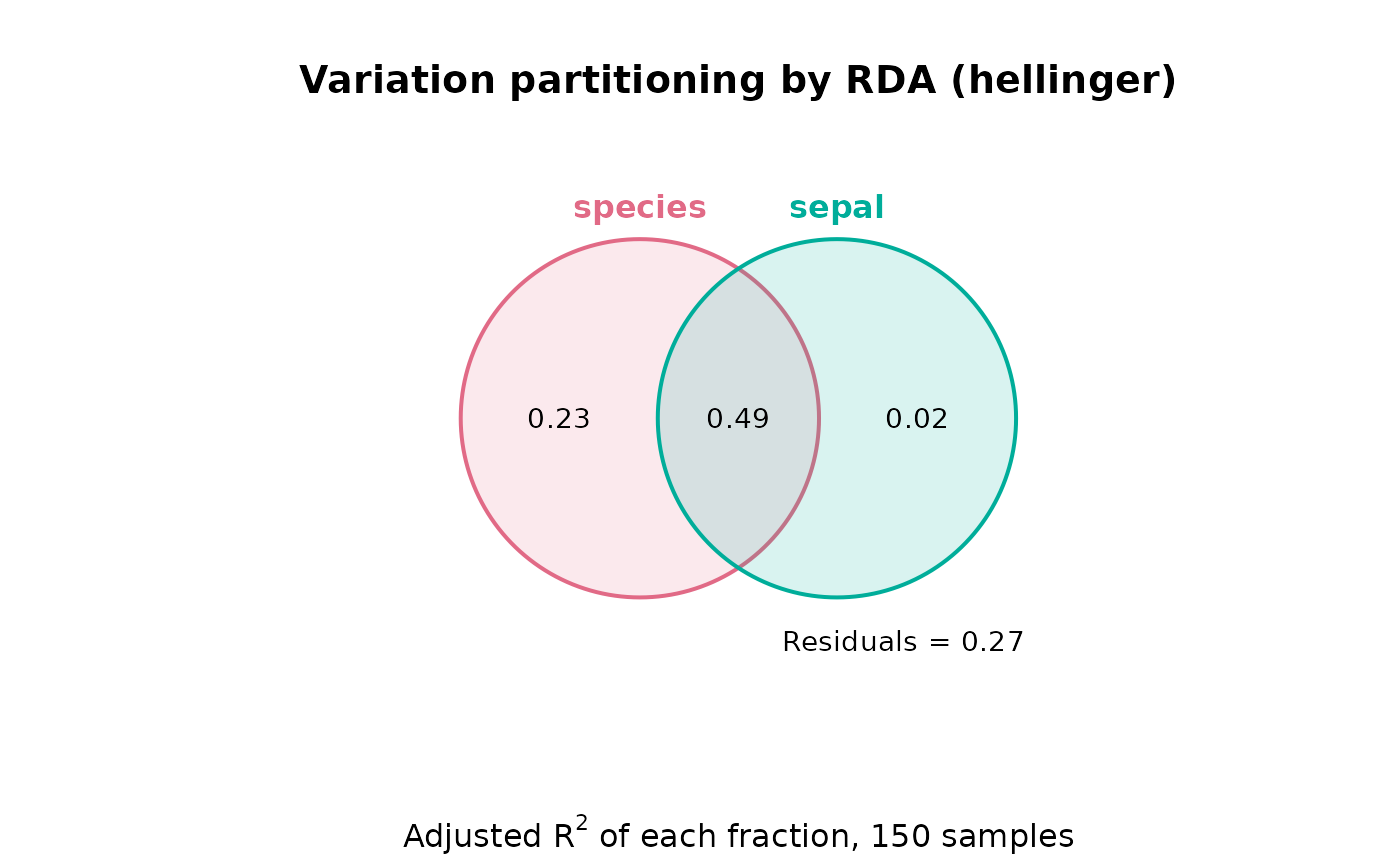 Variation partitioning by RDA (hellinger)
species sepal
0.23 0.49 0.02
Residuals = 0.27
Adjusted R² of each fraction, 150 samples